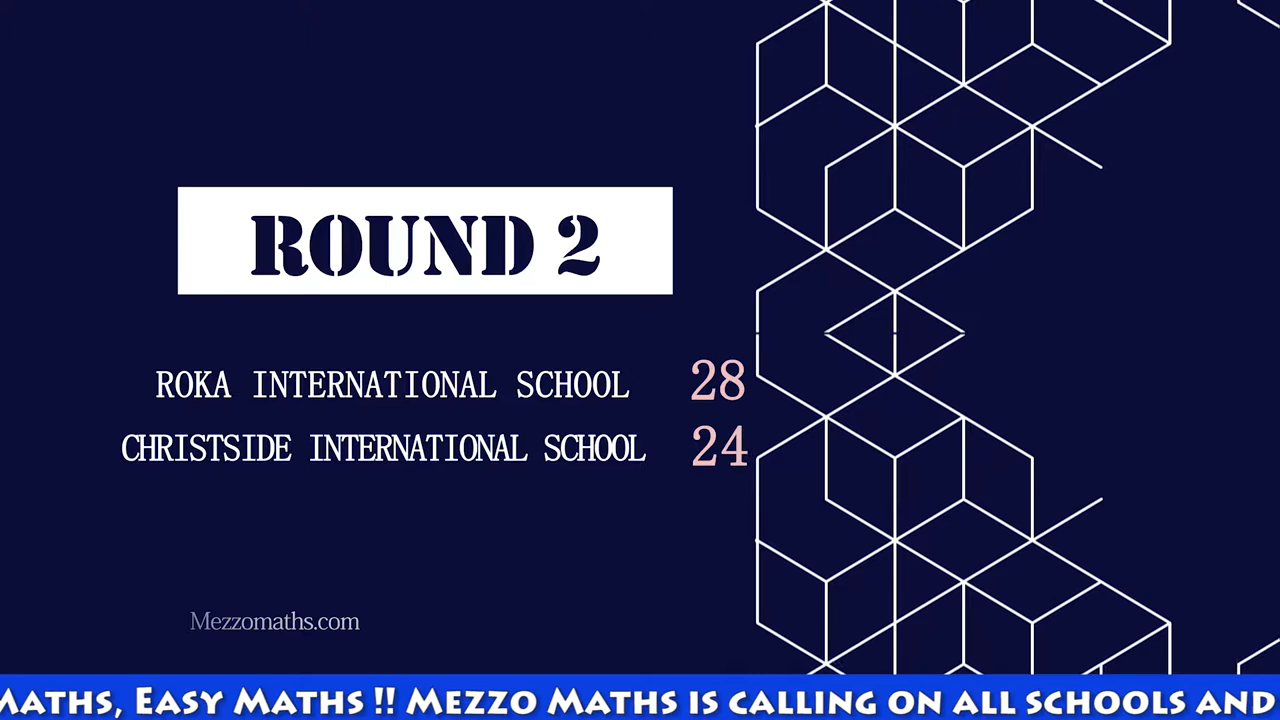 ROUND 2
ROKA INTERNATIONAL SCHOOL 28
CHRISTSIDE INTERNATIONAL SCHOOL 24
Mezzomaths.com
Maths, Easy Maths !! Mezzo Maths is calling on all schools and